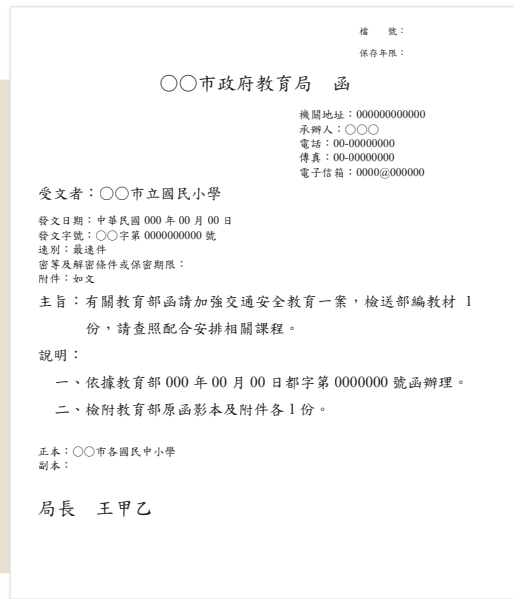 檔　　號：
保存年限：
○○市政府教育局　函
機關地址：000000000000
承辦人：○○○
電話：00-00000000
傳真：00-00000000
電子信箱：0000@000000
受文者：○○市立國民小學
發文日期：中華民國 000 年 00 月 00 日
發文字號：○○字第 0000000000 號
速別：最速件
密等及解密條件或保密期限：
附件：如文
主旨：有關教育部函請加強交通安全教育一案，檢送部編教材 1
份，請查照配合安排相關課程。
說明：
一、依據教育部 000 年 00 月 00 日都字第 0000000 號函辦理。
二、檢附教育部原函影本及附件各 1 份。
正本：○○市各國民中小學
副本：
局長　王甲乙